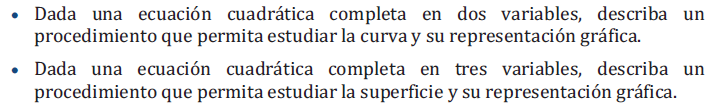 • Dada una ecuación cuadrática completa en dos variables, describa un
procedimiento que permita estudiar la curva y su representación gráfica.
• Dada una ecuación cuadrática completa en tres variables, describa un
procedimiento que permita estudiar la superficie y su representación gráfica.